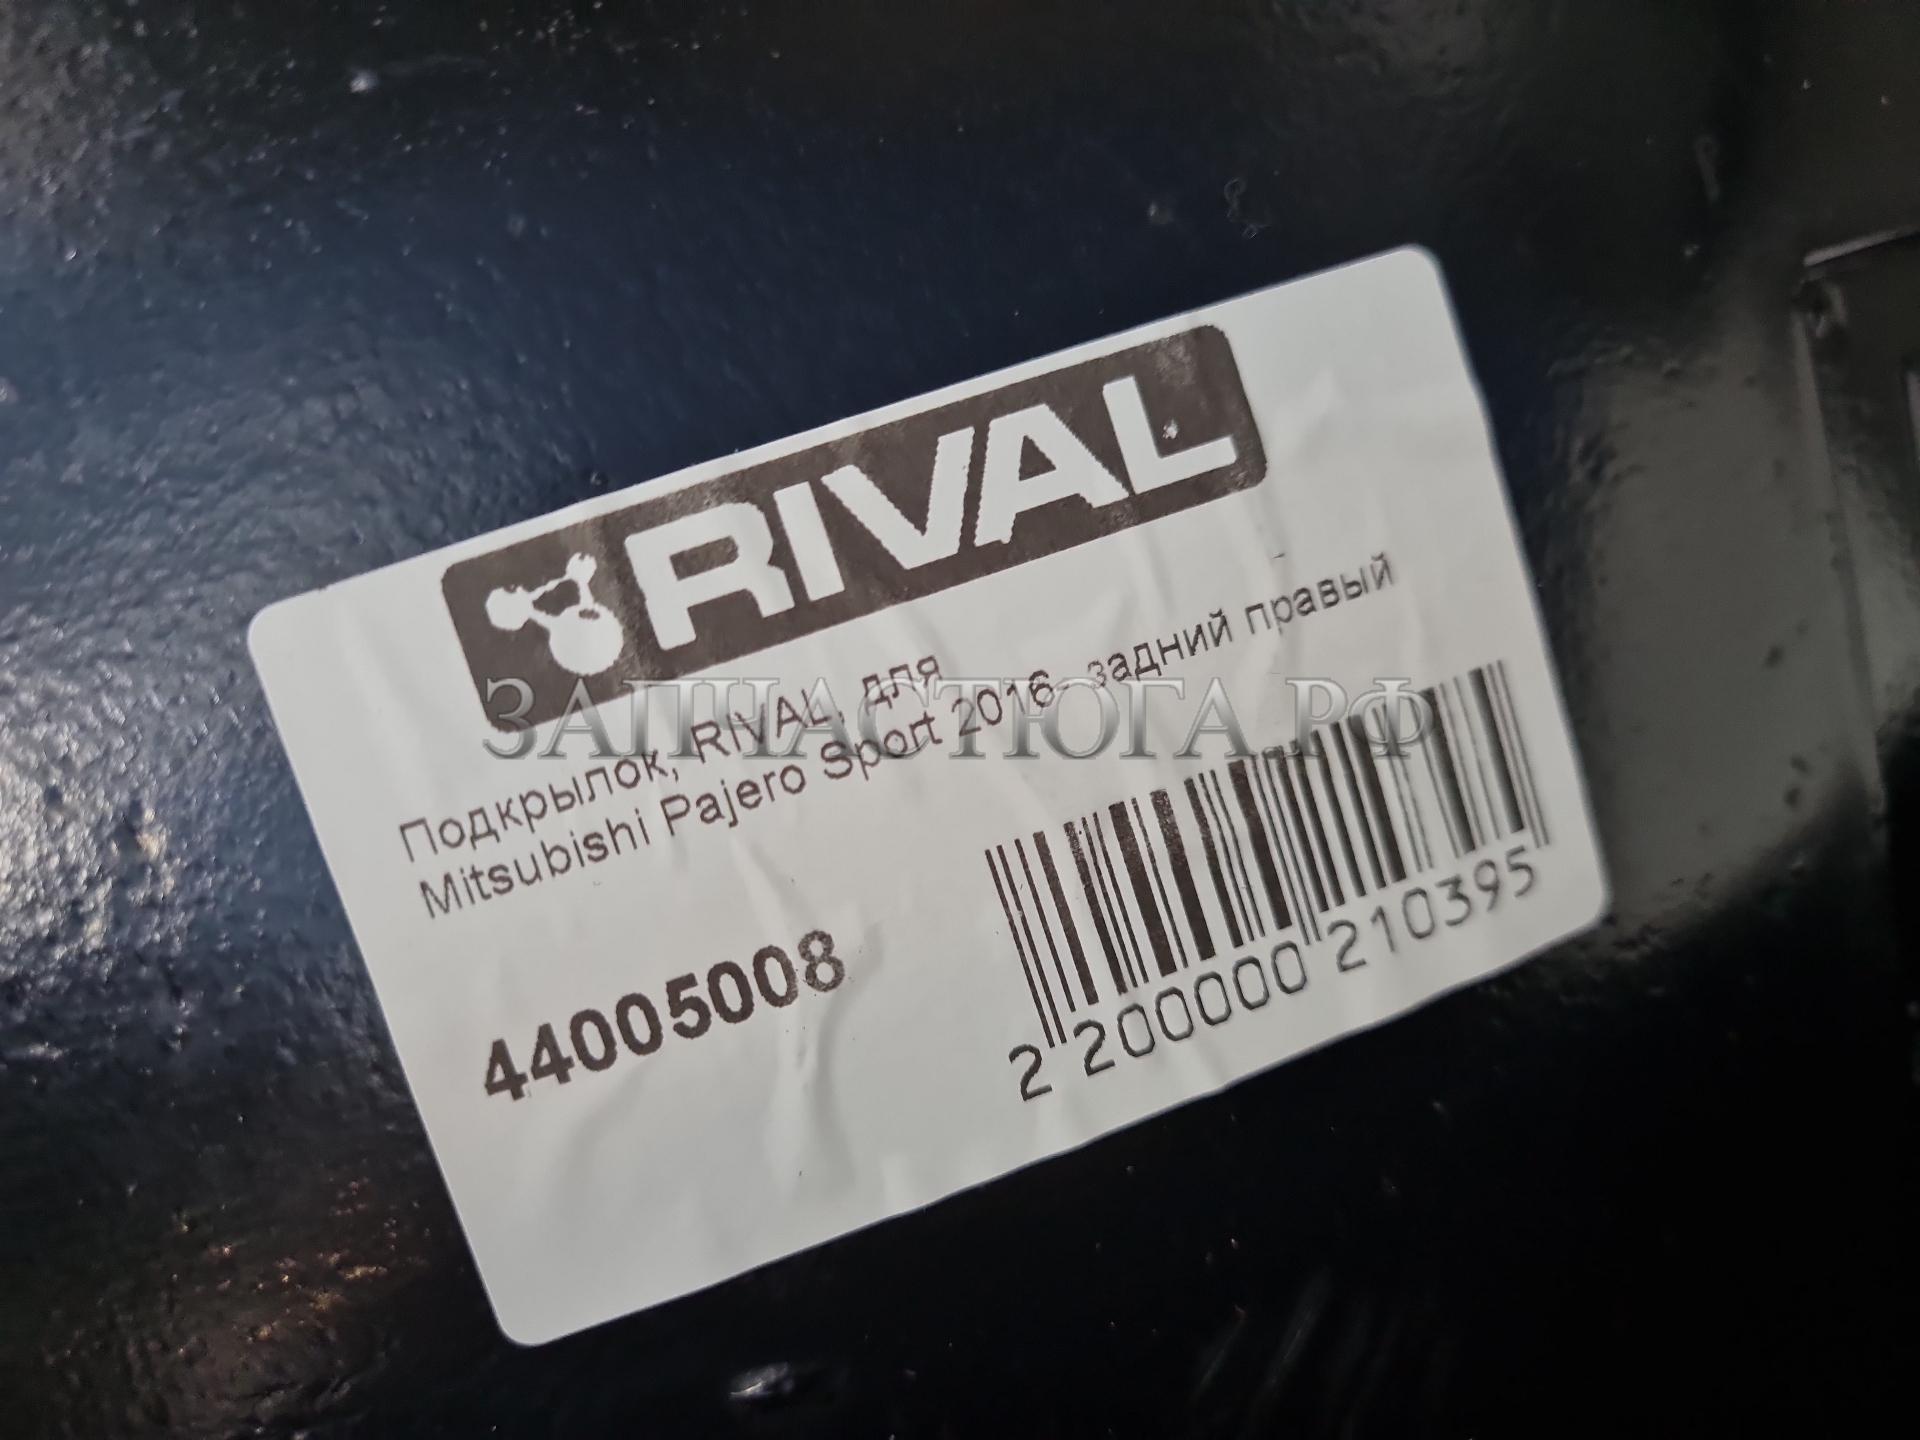 RIVAL
Подкрылок, RIVAL, для
Mitsubishi Pajero Sport 2016- задний правый
ЗАПЧАСТЮГА.РФ
44005008
2 200000 210395